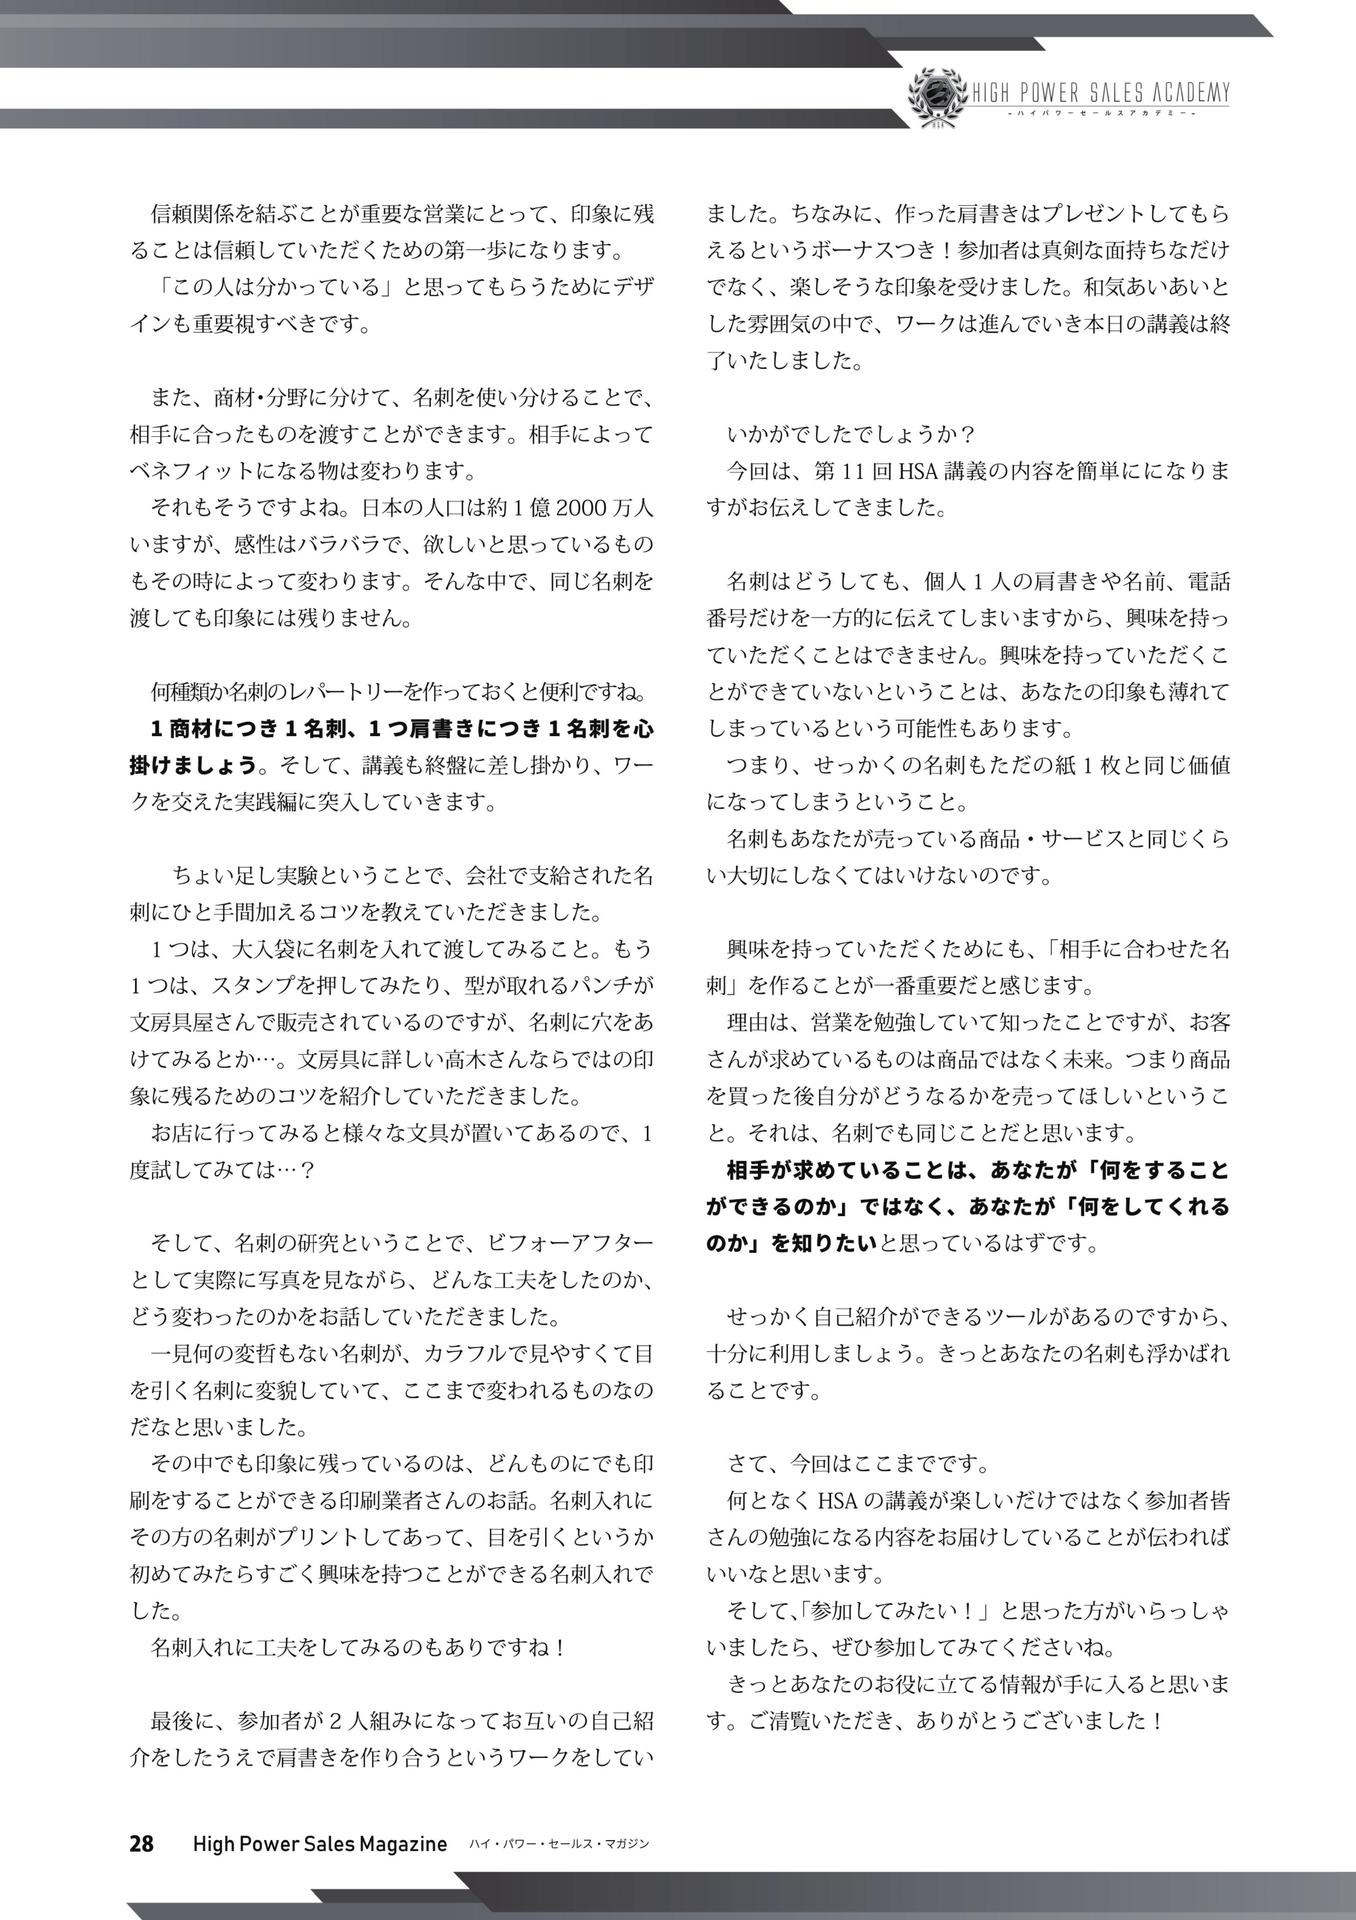 HIGH POWER SALES ACADEMY
-ハイパワーセールスアカデミー-
HSA
信頼関係を結ぶことが重要な営業にとって、印象に残
ることは信頼していただくための第一歩になります。
「この人は分かっている」と思ってもらうためにデザ
インも重要視すべきです。
また、商材・分野に分けて、名刺を使い分けることで、
相手に合ったものを渡すことができます。相手によって
ベネフィットになる物は変わります。
それもそうですよね。日本の人口は約 1 億 2000 万人
いますが、感性はバラバラで、欲しいと思っているもの
もその時によって変わります。そんな中で、同じ名刺を
渡しても印象には残りません。
何種類か名刺のレパートリーを作っておくと便利ですね。
1 商材につき 1 名刺、1 つ肩書きにつき 1 名刺を心
掛けましょう。そして、講義も終盤に差し掛かり、ワー
クを交えた実践編に突入していきます。
ちょい足し実験ということで、会社で支給された名
刺にひと手間加えるコツを教えていただきました。
1 つは、大入袋に名刺を入れて渡してみること。もう
1 つは、スタンプを押してみたり、型が取れるパンチが
文房具屋さんで販売されているのですが、名刺に穴をあ
けてみるとか…。文房具に詳しい高木さんならではの印
象に残るためのコツを紹介していただきました。
お店に行ってみると様々な文具が置いてあるので、1
度試してみては…？
そして、名刺の研究ということで、ビフォーアフター
として実際に写真を見ながら、どんな工夫をしたのか、
どう変わったのかをお話していただきました。
一見何の変哲もない名刺が、カラフルで見やすくて目
を引く名刺に変貌していて、ここまで変われるものなの
だなと思いました。
その中でも印象に残っているのは、どんものにでも印
刷をすることができる印刷業者さんのお話。名刺入れに
その方の名刺がプリントしてあって、目を引くというか
初めてみたらすごく興味を持つことができる名刺入れで
した。
名刺入れに工夫をしてみるのもありですね！
最後に、参加者が 2 人組みになってお互いの自己紹
介をしたうえで肩書きを作り合うというワークをしてい
ました。ちなみに、作った肩書きはプレゼントしてもら
えるというボーナスつき！参加者は真剣な面持ちなだけ
でなく、楽しそうな印象を受けました。和気あいあいと
した雰囲気の中で、ワークは進んでいき本日の講義は終
了いたしました。
いかがでしたでしょうか？
今回は、第 11 回 HSA 講義の内容を簡単にになりま
すがお伝えしてきました。
名刺はどうしても、個人 1 人の肩書きや名前、電話
番号だけを一方的に伝えてしまいますから、興味を持っ
ていただくことはできません。興味を持っていただくこ
とができていないということは、あなたの印象も薄れて
しまっているという可能性もあります。
つまり、せっかくの名刺もただの紙 1 枚と同じ価値
になってしまうということ。
名刺もあなたが売っている商品・サービスと同じくら
い大切にしなくてはいけないのです。
興味を持っていただくためにも、「相手に合わせた名
刺」を作ることが一番重要だと感じます。
理由は、営業を勉強していて知ったことですが、お客
さんが求めているものは商品ではなく未来。つまり商品
を買った後自分がどうなるかを売ってほしいというこ
と。それは、名刺でも同じことだと思います。
相手が求めていることは、あなたが「何をすること
ができるのか」ではなく、あなたが「何をしてくれる
のか」を知りたいと思っているはずです。
せっかく自己紹介ができるツールがあるのですから、
十分に利用しましょう。きっとあなたの名刺も浮かばれ
ることです。
さて、今回はここまでです。
何となく HSA の講義が楽しいだけではなく参加者皆
さんの勉強になる内容をお届けしていることが伝われば
いいなと思います。
そして、「参加してみたい！」と思った方がいらっしゃ
いましたら、ぜひ参加してみてくださいね。
きっとあなたのお役に立てる情報が手に入ると思いま
す。ご清覧いただき、ありがとうございました！
28 High Power Sales Magazine ハイ・パワー・セールス・マガジン